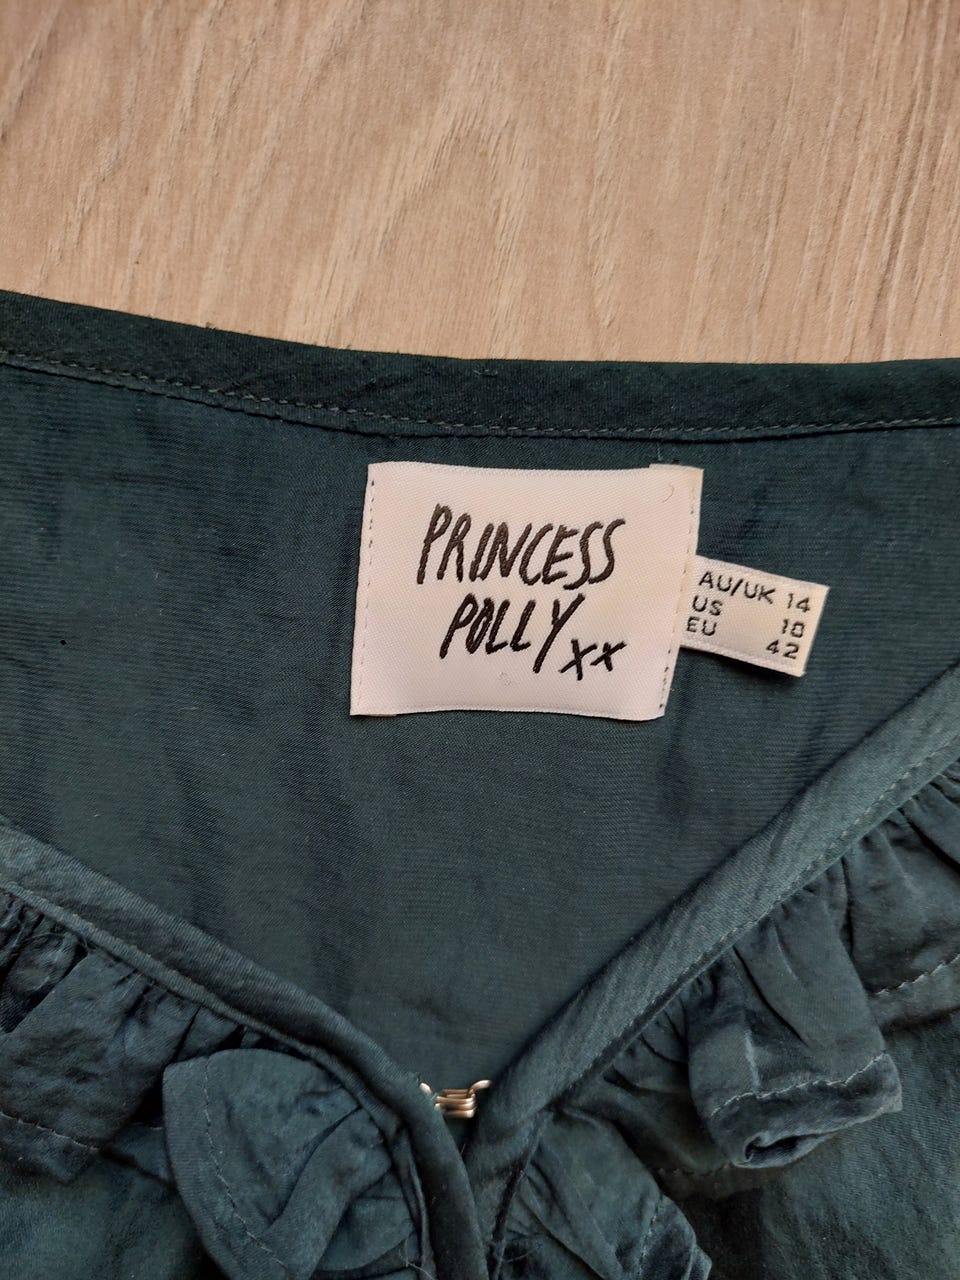 PRINCESS
POLLY xx
AU/UK 14
US 10
EU 42